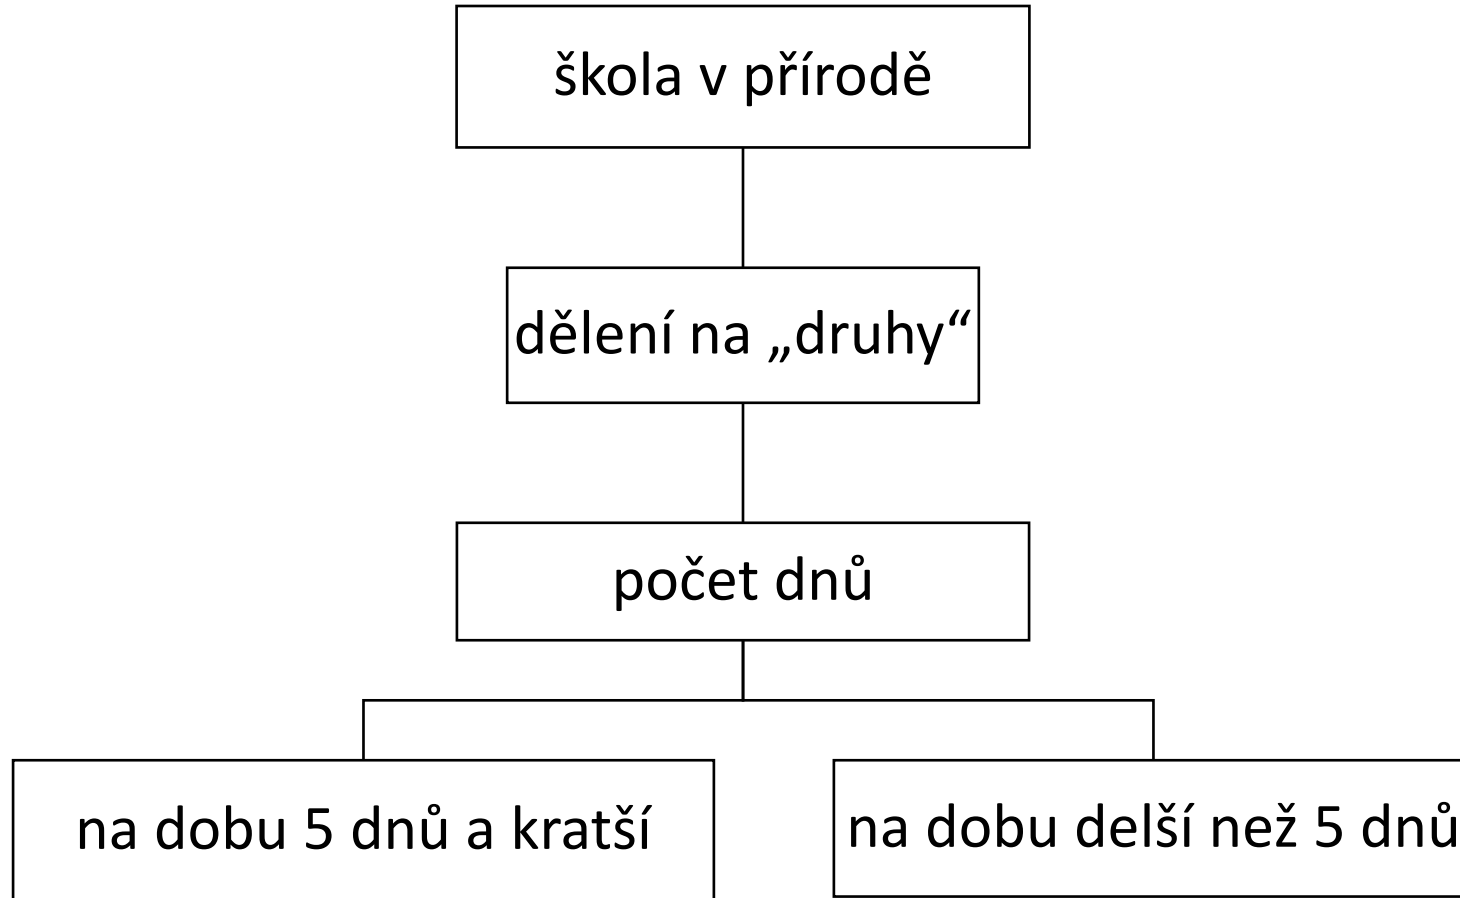 škola v přírodě
dělení na „druhy“
počet dnů
na dobu 5 dnů a kratší
na dobu delší než 5 dnů